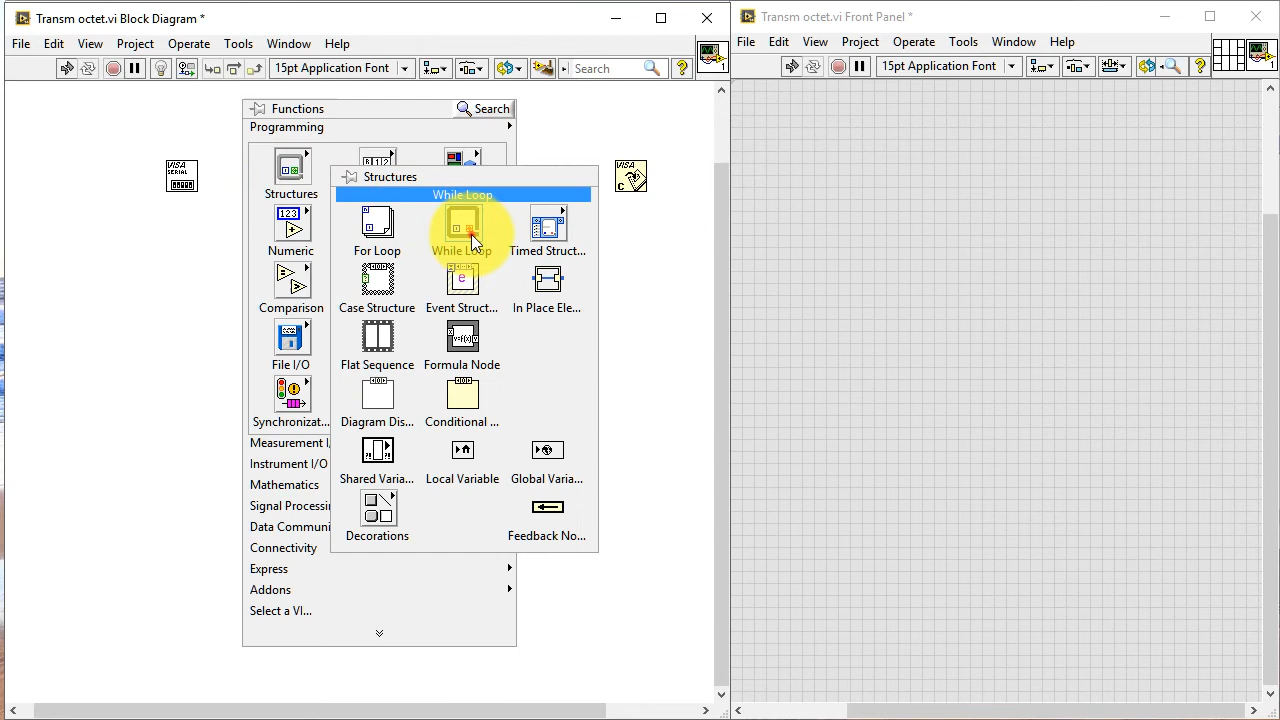 Transm octet.vi Block Diagram *
File Edit View Project Operate Tools Window Help
15pt Application Font
Search
?
1
Functions
Search
Programming
VISA SERIAL
VISA C
Structures
Numeric
123
Comparison
File I/O
Synchronizat...
Measurement I
Instrument I/O
Mathematics
Signal Processi
Data Communi
Connectivity
Express
Addons
Select a VI...
Structures
While Loop
For Loop
While Loop
Timed Struct...
Case Structure
Event Struct...
In Place Ele...
Flat Sequence
Formula Node
Diagram Dis...
Conditional ...
Shared Varia...
Local Variable
Global Varia...
Decorations
Feedback No...
Transm octet.vi Front Panel *
File Edit View Project Operate Tools Window Help
15pt Application Font
?
1